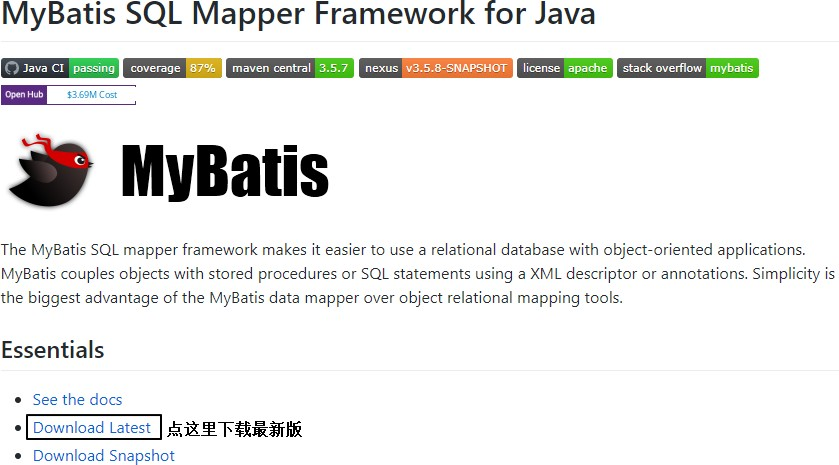 MyBatis SQL Mapper Framework for Java
Java CI passing coverage 87% maven central 3.5.7 nexus v3.5.8-SNAPSHOT license apache stack overflow mybatis
Open Hub $3.69M Cost
MyBatis
The MyBatis SQL mapper framework makes it easier to use a relational database with object-oriented applications.
MyBatis couples objects with stored procedures or SQL statements using a XML descriptor or annotations. Simplicity is
the biggest advantage of the MyBatis data mapper over object relational mapping tools.
Essentials
See the docs
Download Latest 点这里下载最新版
Download Snapshot